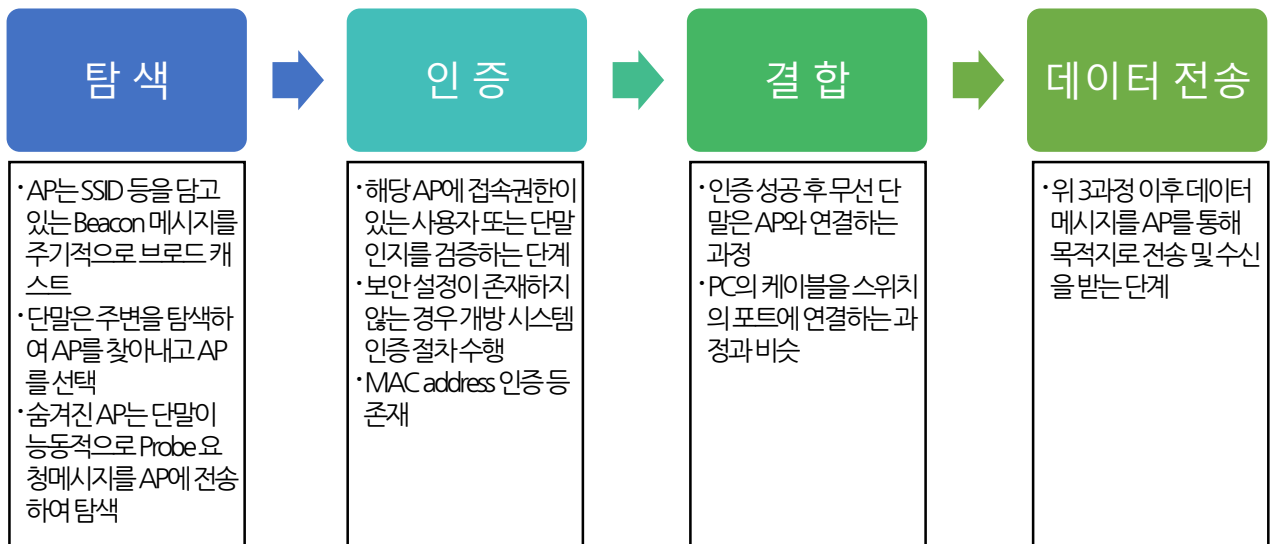 탐 색
인 증
결 합
데이터 전송
·AP는 SSID 등을 담고
있는 Beacon 메시지를
주기적으로 브로드 캐
스트
·단말은 주변을 탐색하
여 AP를 찾아내고 AP
를 선택
·숨겨진 AP는 단말이
능동적으로 Probe 요
청메시지를 AP에 전송
하여 탐색
·해당 AP에 접속권한이
있는 사용자 또는 단말
인지를 검증하는 단계
·보안 설정이 존재하지
않는 경우 개방 시스템
인증 절차 수행
·MAC address 인증 등
존재
·인증 성공 후 무선 단
말은 AP와 연결하는
과정
·PC의 케이블을 스위치
의 포트에 연결하는 과
정과 비슷
·위 3과정 이후 데이터
메시지를 AP를 통해
목적지로 전송 및 수신
을 받는 단계